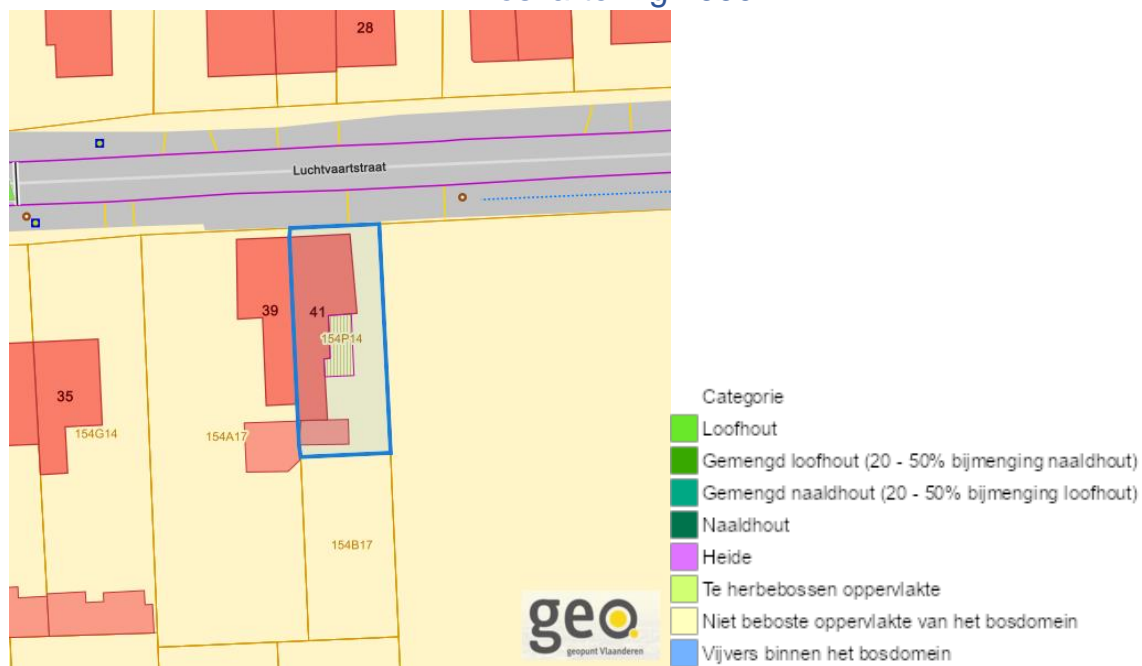 28
Luchtvaartstraat
39
41
154P14
35
154G14
154A17
154B17
geo
geopunt Vlaanderen
Categorie
Loofhout
Gemengd loofhout (20 - 50% bijmenging naaldhout)
Gemengd naaldhout (20 - 50% bijmenging loofhout)
Naaldhout
Heide
Te herbebossen oppervlakte
Niet beboste oppervlakte van het bosdomein
Vijvers binnen het bosdomein